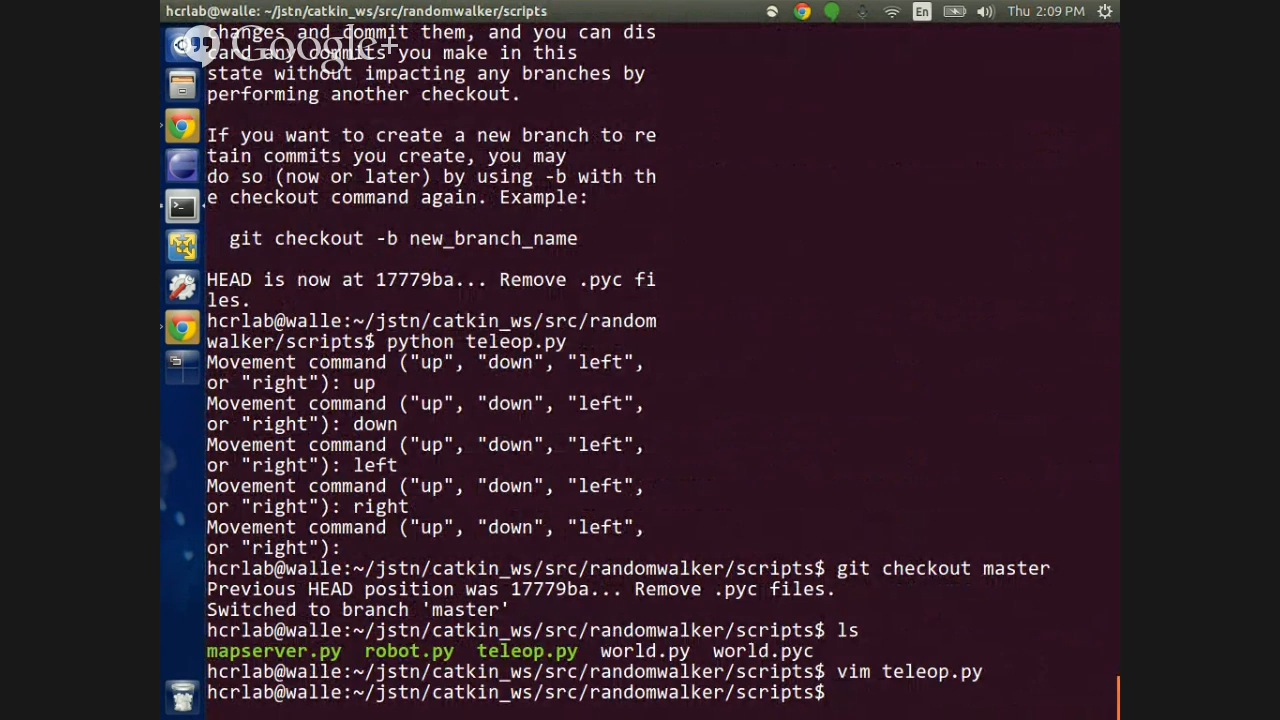 hcrlab@walle: ~/jstn/catkin_ws/src/randomwalker/scripts
En
Thu 2:09 PM
Google+
changes and commit them, and you can dis
card any commits you make in this
state without impacting any branches by
performing another checkout.
If you want to create a new branch to re
tain commits you create, you may
do so (now or later) by using -b with th
e checkout command again. Example:
git checkout -b new_branch_name
HEAD is now at 17779ba... Remove .pyc fi
les.
hcrlab@walle:~/jstn/catkin_ws/src/random
walker/scripts$ python teleop.py
Movement command ("up", "down", "left",
or "right"): up
Movement command ("up", "down", "left",
or "right"): down
Movement command ("up", "down", "left",
or "right"): left
Movement command ("up", "down", "left",
or "right"): right
Movement command ("up", "down", "left",
or "right"):
hcrlab@walle:~/jstn/catkin_ws/src/randomwalker/scripts$ git checkout master
Previous HEAD position was 17779ba... Remove .pyc files.
Switched to branch 'master'
hcrlab@walle:~/jstn/catkin_ws/src/randomwalker/scripts$ ls
mapserver.py robot.py teleop.py world.py world.pyc
hcrlab@walle:~/jstn/catkin_ws/src/randomwalker/scripts$ vim teleop.py
hcrlab@walle:~/jstn/catkin_ws/src/randomwalker/scripts$